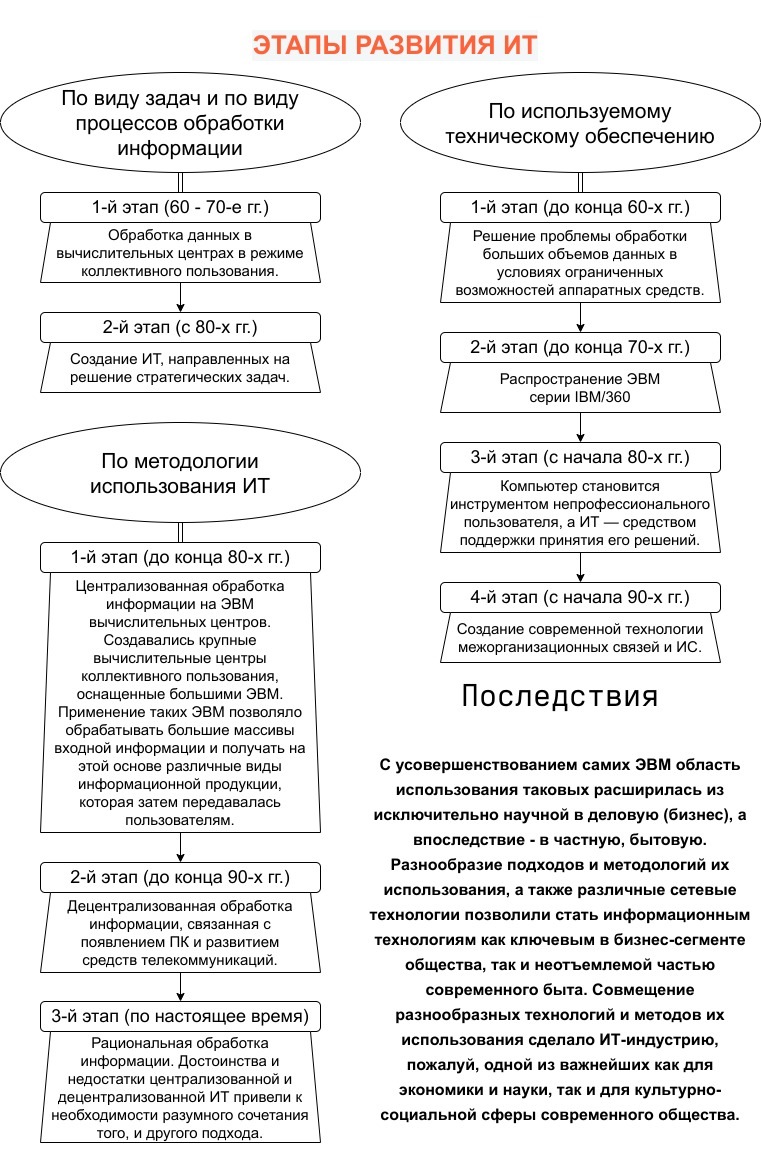 ЭТАПЫ РАЗВИТИЯ ИТ
По виду задач и по виду
процессов обработки
информации
1-й этап (60 - 70-е гг.)
Обработка данных в
вычислительных центрах в режиме
коллективного пользования.
2-й этап (с 80-х гг.)
Создание ИТ, направленных на
решение стратегических задач.
По методологии
использования ИТ
1-й этап (до конца 80-х гг.)
Централизованная обработка
информации на ЭВМ
вычислительных центров.
Создавались крупные
вычислительные центры
коллективного пользования,
оснащенные большими ЭВМ.
Применение таких ЭВМ позволяло
обрабатывать большие массивы
входной информации и получать на
этой основе различные виды
информационной продукции,
которая затем передавалась
пользователям.
2-й этап (до конца 90-х гг.)
Децентрализованная обработка
информации, связанная с
появлением ПК и развитием
средств телекоммуникаций.
3-й этап (по настоящее время)
Рациональная обработка
информации. Достоинства и
недостатки централизованной и
децентрализованной ИТ привели к
необходимости разумного сочетания
того, и другого подхода.
По используемому
техническому обеспечению
1-й этап (до конца 60-х гг.)
Решение проблемы обработки
больших объемов данных в
условиях ограниченных
возможностей аппаратных средств.
2-й этап (до конца 70-х гг.)
Распространение ЭВМ
серии IBM/360
3-й этап (с начала 80-х гг.)
Компьютер становится
инструментом непрофессионального
пользователя, а ИТ — средством
поддержки принятия его решений.
4-й этап (с начала 90-х гг.)
Создание современной технологии
межорганизационных связей и ИС.
Последствия
С усовершенствованием самих ЭВМ область
использования таковых расширилась из
исключительно научной в деловую (бизнес), а
впоследствие - в частную, бытовую.
Разнообразие подходов и методологий их
использования, а также различные сетевые
технологии позволили стать информационным
технологиям как ключевым в бизнес-сегменте
общества, так и неотъемлемой частью
современного быта. Совмещение
разнообразных технологий и методов их
использования сделало ИТ-индустрию,
пожалуй, одной из важнейших как для
экономики и науки, так и для культурно-
социальной сферы современного общества.